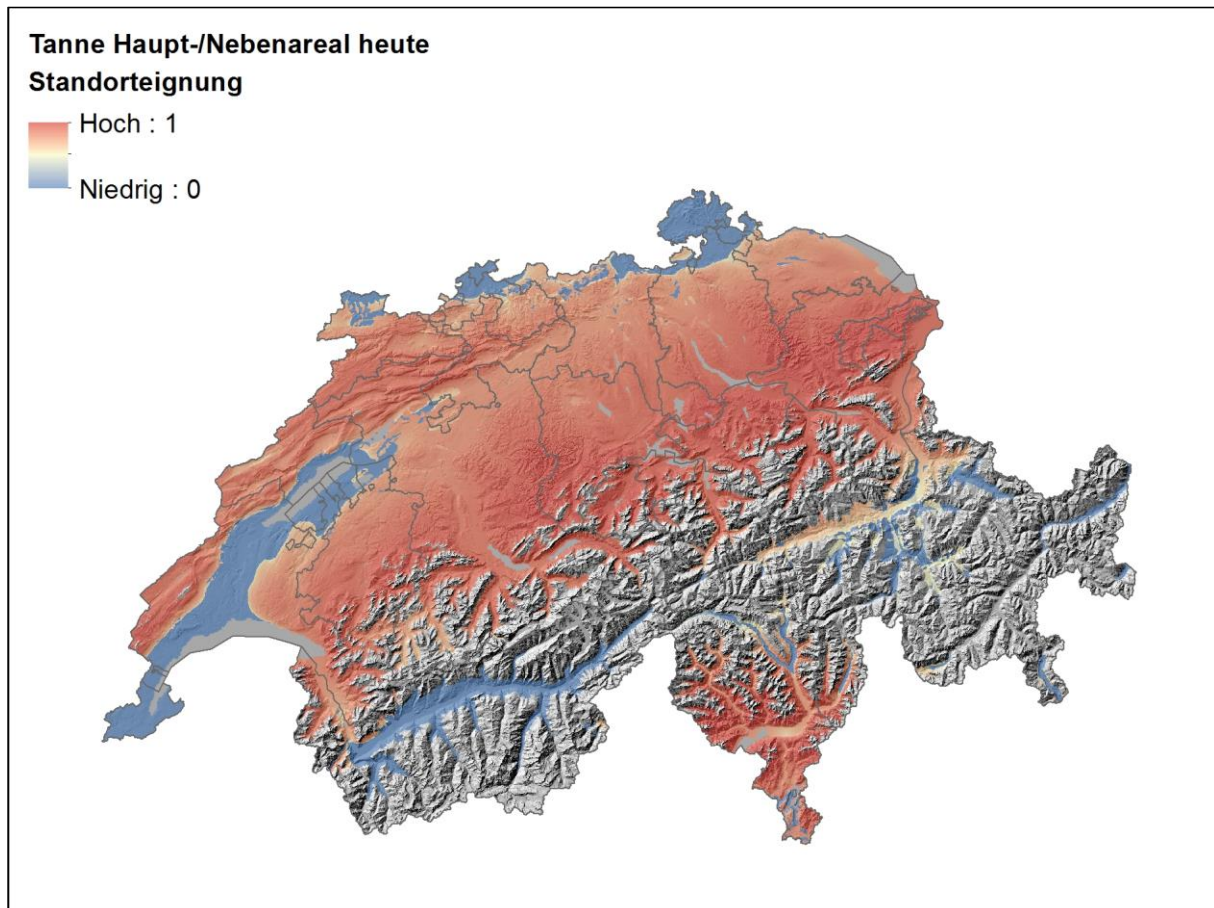 Tanne Haupt-/Nebenareal heute
Standorteignung
Hoch : 1
Niedrig : 0